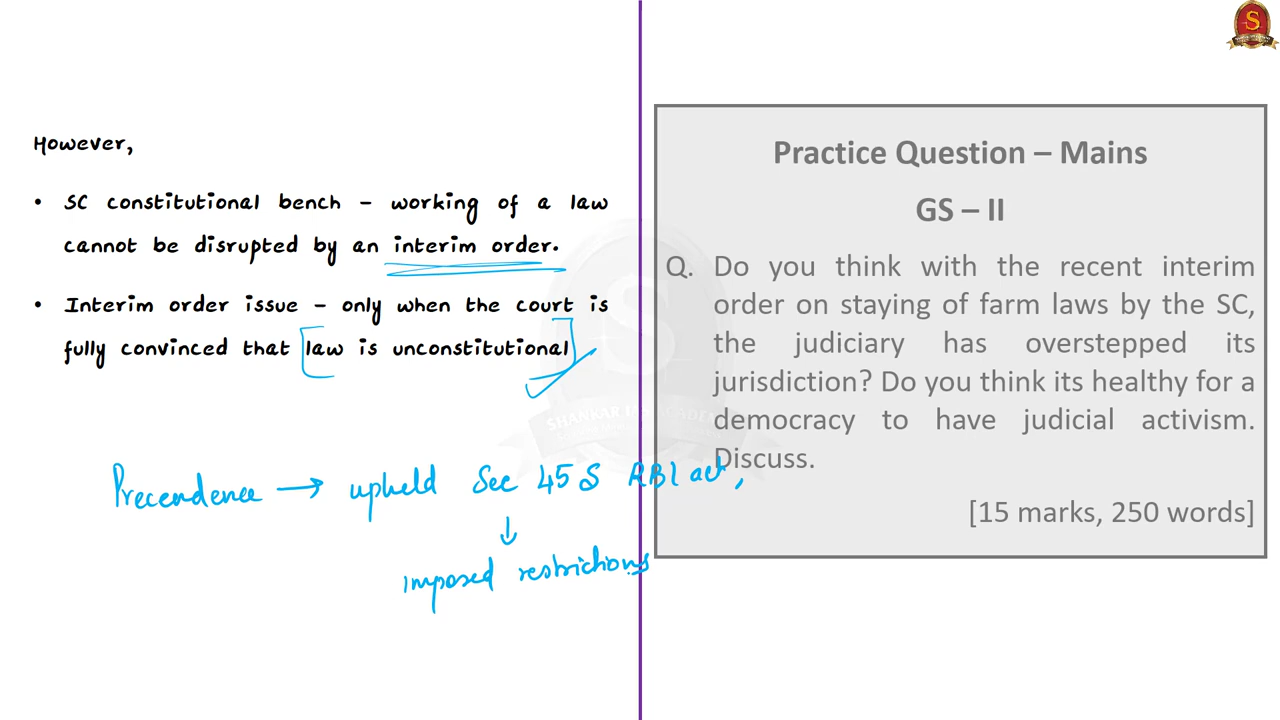 However,
• SC constitutional bench – working of a law
cannot be disrupted by an interim order.
• Interim order issue – only when the court is
fully convinced that law is unconstitutional
Precendence → upheld Sec 45 S RBI act,
↓
imposed restrictions
Practice Question – Mains
GS – II
Q. Do you think with the recent interim
order on staying of farm laws by the SC,
the judiciary has overstepped its
jurisdiction? Do you think its healthy for a
democracy to have judicial activism.
Discuss.
[15 marks, 250 words]
SHANKAR IAS ACADEMY